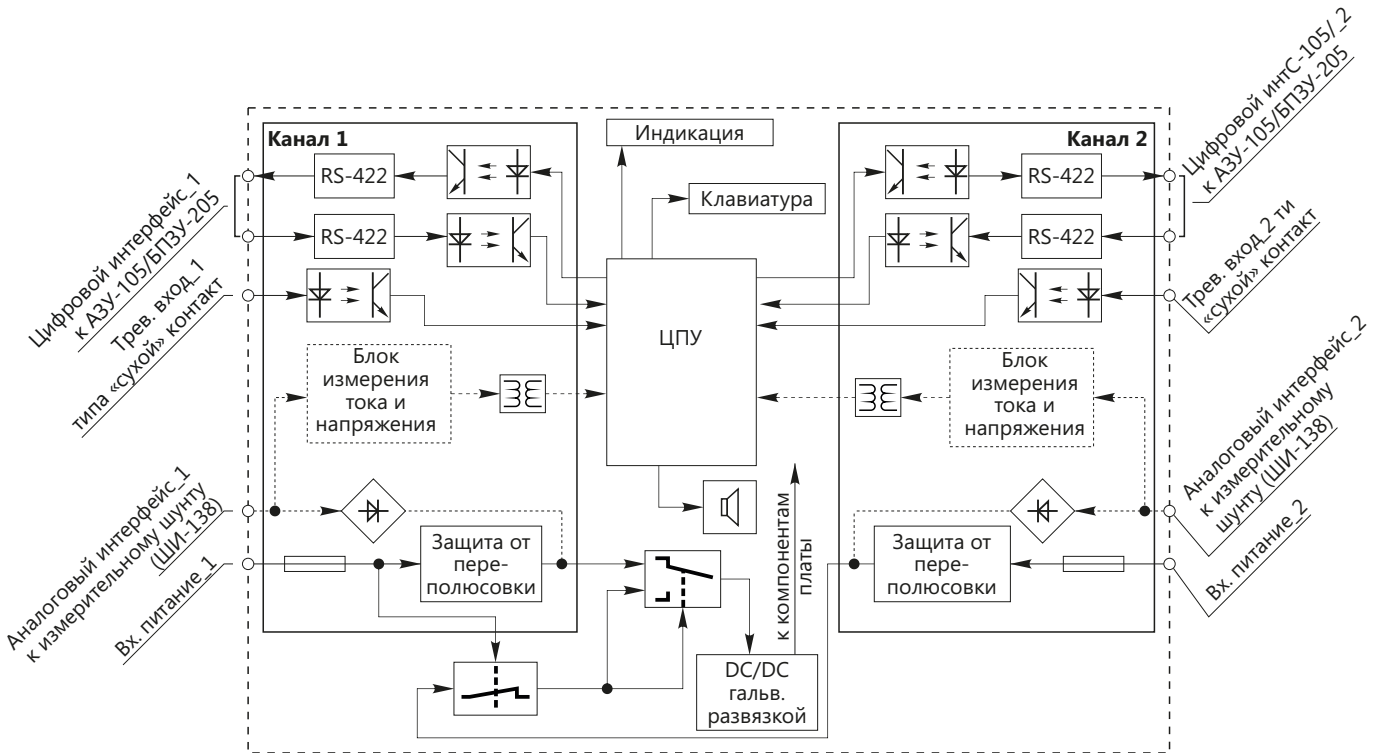 Канал 1
Индикация
Канал 2
RS-422
Клавиатура
RS-422
RS-422
RS-422
ЦПУ
Блок
измерения
тока и
напряжения
Блок
измерения
тока и
напряжения
Защита от
пере-
полюсовки
Защита от
пере-
полюсовки
к компонентам
платы
DC/DC
гальв.
развязкой
Цифровой интерфейс_1
к АЗУ-105/БПЗУ-205
Трев. вход_1
типа «сухой» контакт
Аналоговый интерфейс_1
к измерительному шунту
(ШИ-138)
Вх. питание_1
Цифровой интС-105/_2
к АЗУ-105/БПЗУ-205
Трев. вход_2 ти
«сухой» контакт
Аналоговый интерфейс_2
к измерительному
шунту (ШИ-138)
Вх. питание_2